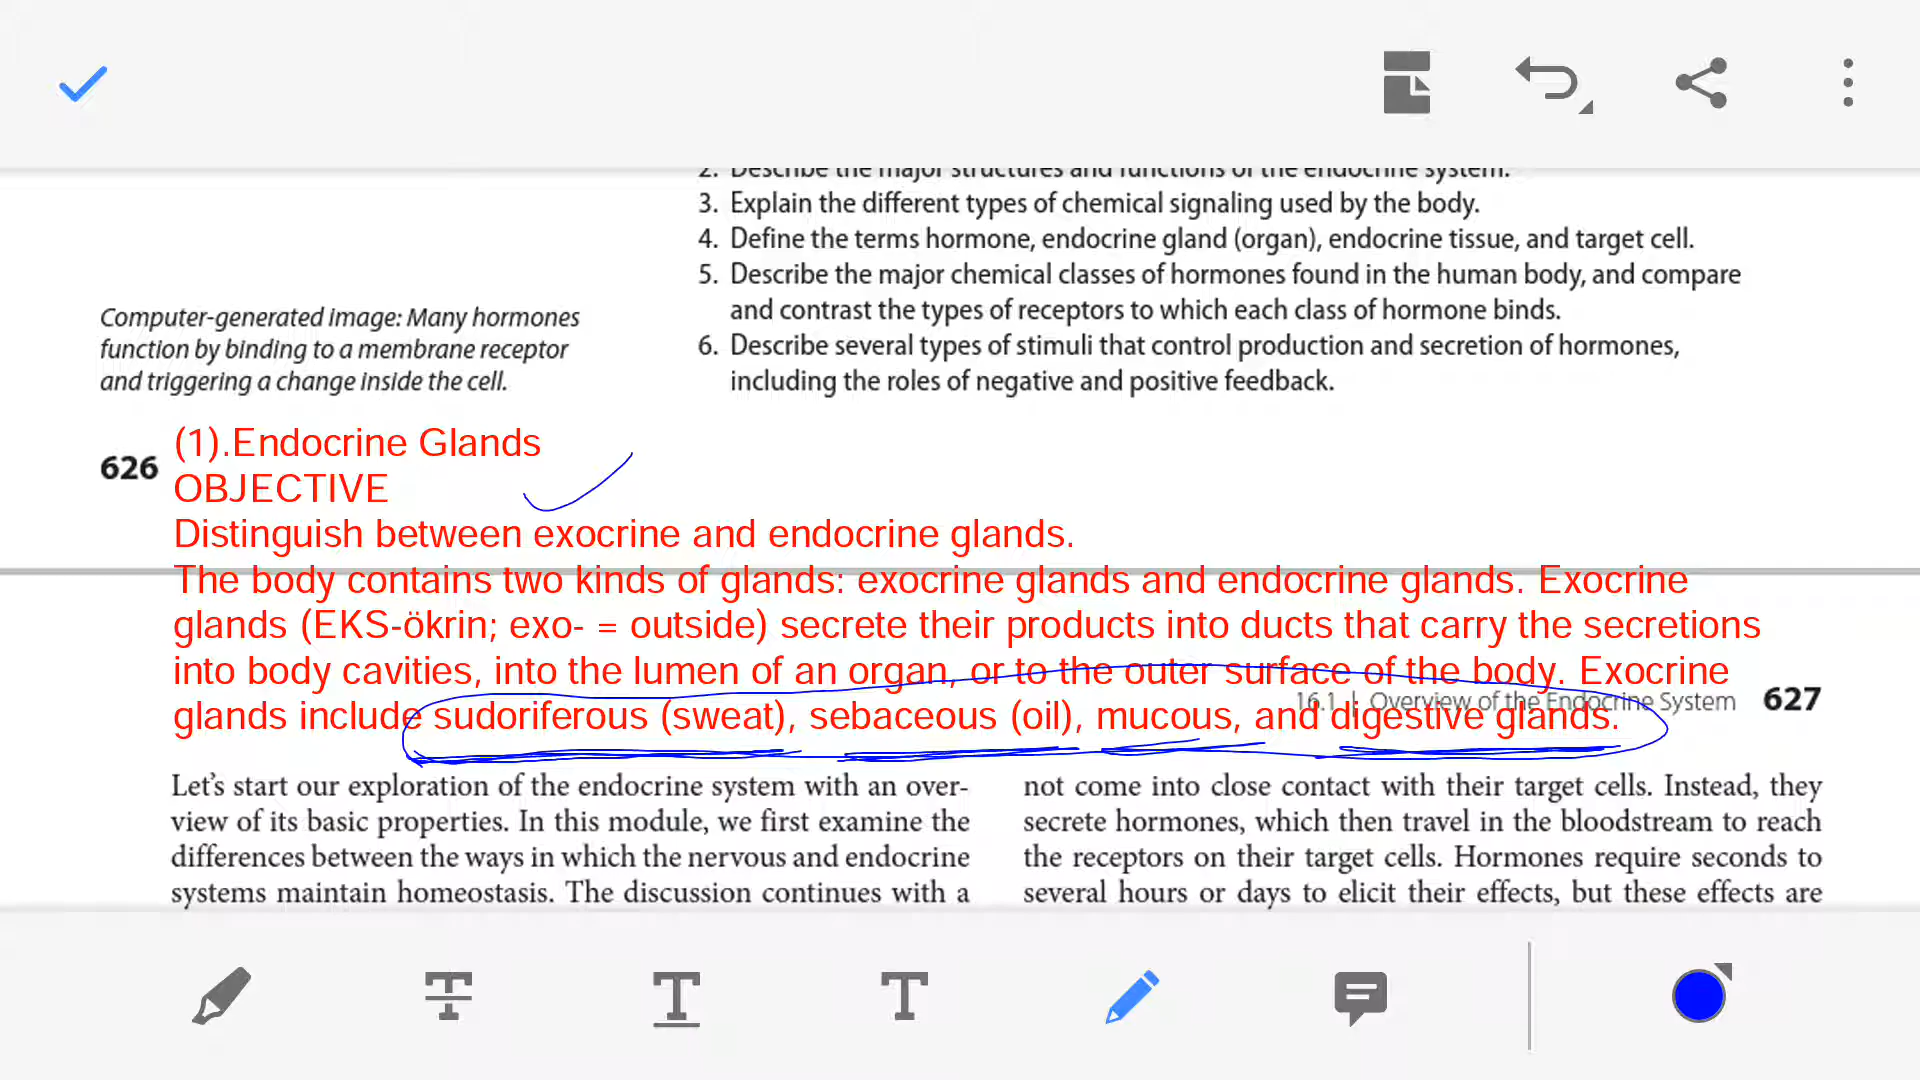 2. Describe the major structures and functions of the endocrine system.
3. Explain the different types of chemical signaling used by the body.
4. Define the terms hormone, endocrine gland (organ), endocrine tissue, and target cell.
5. Describe the major chemical classes of hormones found in the human body, and compare
and contrast the types of receptors to which each class of hormone binds.
6. Describe several types of stimuli that control production and secretion of hormones,
including the roles of negative and positive feedback.
Computer-generated image: Many hormones
function by binding to a membrane receptor
and triggering a change inside the cell.
626
(1).Endocrine Glands
OBJECTIVE
Distinguish between exocrine and endocrine glands.
The body contains two kinds of glands: exocrine glands and endocrine glands. Exocrine
glands (EKS-ökrin; exo- = outside) secrete their products into ducts that carry the secretions
into body cavities, into the lumen of an organ, or to the outer surface of the body. Exocrine
glands include sudoriferous (sweat), sebaceous (oil), mucous, and digestive glands.
16.1 | Overview of the Endocrine System 627
Let's start our exploration of the endocrine system with an over-
view of its basic properties. In this module, we first examine the
differences between the ways in which the nervous and endocrine
systems maintain homeostasis. The discussion continues with a
not come into close contact with their target cells. Instead, they
secrete hormones, which then travel in the bloodstream to reach
the receptors on their target cells. Hormones require seconds to
several hours or days to elicit their effects, but these effects are